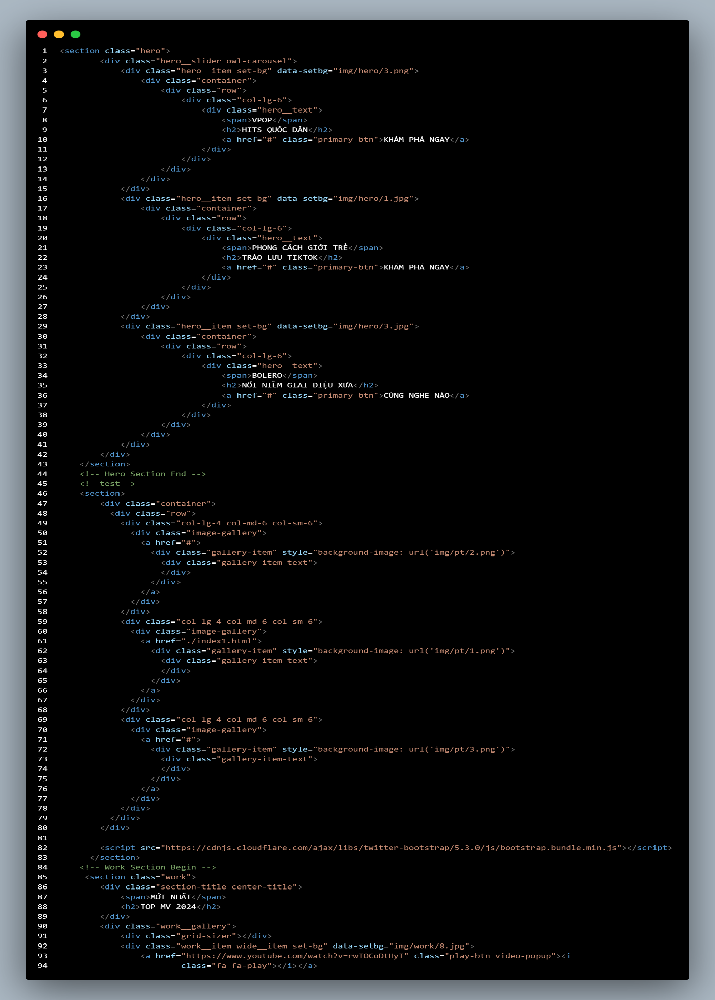 1 <section class="hero">
2 <div class="hero__slider owl-carousel">
3 <div class="hero__item set-bg" data-setbg="img/hero/3.png">
4 <div class="container">
5 <div class="row">
6 <div class="col-lg-6">
7 <div class="hero__text">
8 <span>VPOP</span>
9 <h2>HITS QUỐC DÂN</h2>
10 <a href="#" class="primary-btn">KHÁM PHÁ NGAY</a>
11 </div>
12 </div>
13 </div>
14 </div>
15 </div>
16 <div class="hero__item set-bg" data-setbg="img/hero/1.jpg">
17 <div class="container">
18 <div class="row">
19 <div class="col-lg-6">
20 <div class="hero__text">
21 <span>PHONG CÁCH GIỚI TRẺ</span>
22 <h2>TRÀO LƯU TIKTOK</h2>
23 <a href="#" class="primary-btn">KHÁM PHÁ NGAY</a>
24 </div>
25 </div>
26 </div>
27 </div>
28 </div>
29 <div class="hero__item set-bg" data-setbg="img/hero/3.jpg">
30 <div class="container">
31 <div class="row">
32 <div class="col-lg-6">
33 <div class="hero__text">
34 <span>BOLERO</span>
35 <h2>NỔI NIỀM GIAI ĐIỆU XƯA</h2>
36 <a href="#" class="primary-btn">CÙNG NGHE NÀO</a>
37 </div>
38 </div>
39 </div>
40 </div>
41 </div>
42 </div>
43 </section>
44 <!-- Hero Section End -->
45 <!--test-->
46 <section>
47 <div class="container">
48 <div class="row">
49 <div class="col-lg-4 col-md-6 col-sm-6">
50 <div class="image-gallery">
51 <a href="#">
52 <div class="gallery-item" style="background-image: url('img/pt/2.png')">
53 <div class="gallery-item-text">
54 </div>
55 </div>
56 </a>
57 </div>
58 </div>
59 <div class="col-lg-4 col-md-6 col-sm-6">
60 <div class="image-gallery">
61 <a href="./index1.html">
62 <div class="gallery-item" style="background-image: url('img/pt/1.png')">
63 <div class="gallery-item-text">
64 </div>
65 </div>
66 </a>
67 </div>
68 </div>
69 <div class="col-lg-4 col-md-6 col-sm-6">
70 <div class="image-gallery">
71 <a href="#">
72 <div class="gallery-item" style="background-image: url('img/pt/3.png')">
73 <div class="gallery-item-text">
74 </div>
75 </div>
76 </a>
77 </div>
78 </div>
79 </div>
80 </div>
81
82 <script src="https://cdnjs.cloudflare.com/ajax/libs/twitter-bootstrap/5.3.0/js/bootstrap.bundle.min.js"></script>
83 </section>
84 <!-- Work Section Begin -->
85 <section class="work">
86 <div class="section-title center-title">
87 <span>MỚI NHẤT</span>
88 <h2>TOP MV 2024</h2>
89 </div>
90 <div class="work__gallery">
91 <div class="grid-sizer"></div>
92 <div class="work__item wide__item set-bg" data-setbg="img/work/8.jpg">
93 <a href="https://www.youtube.com/watch?v=rwIOCoDtHyI" class="play-btn video-popup"><i
94 class="fa fa-play"></i></a>